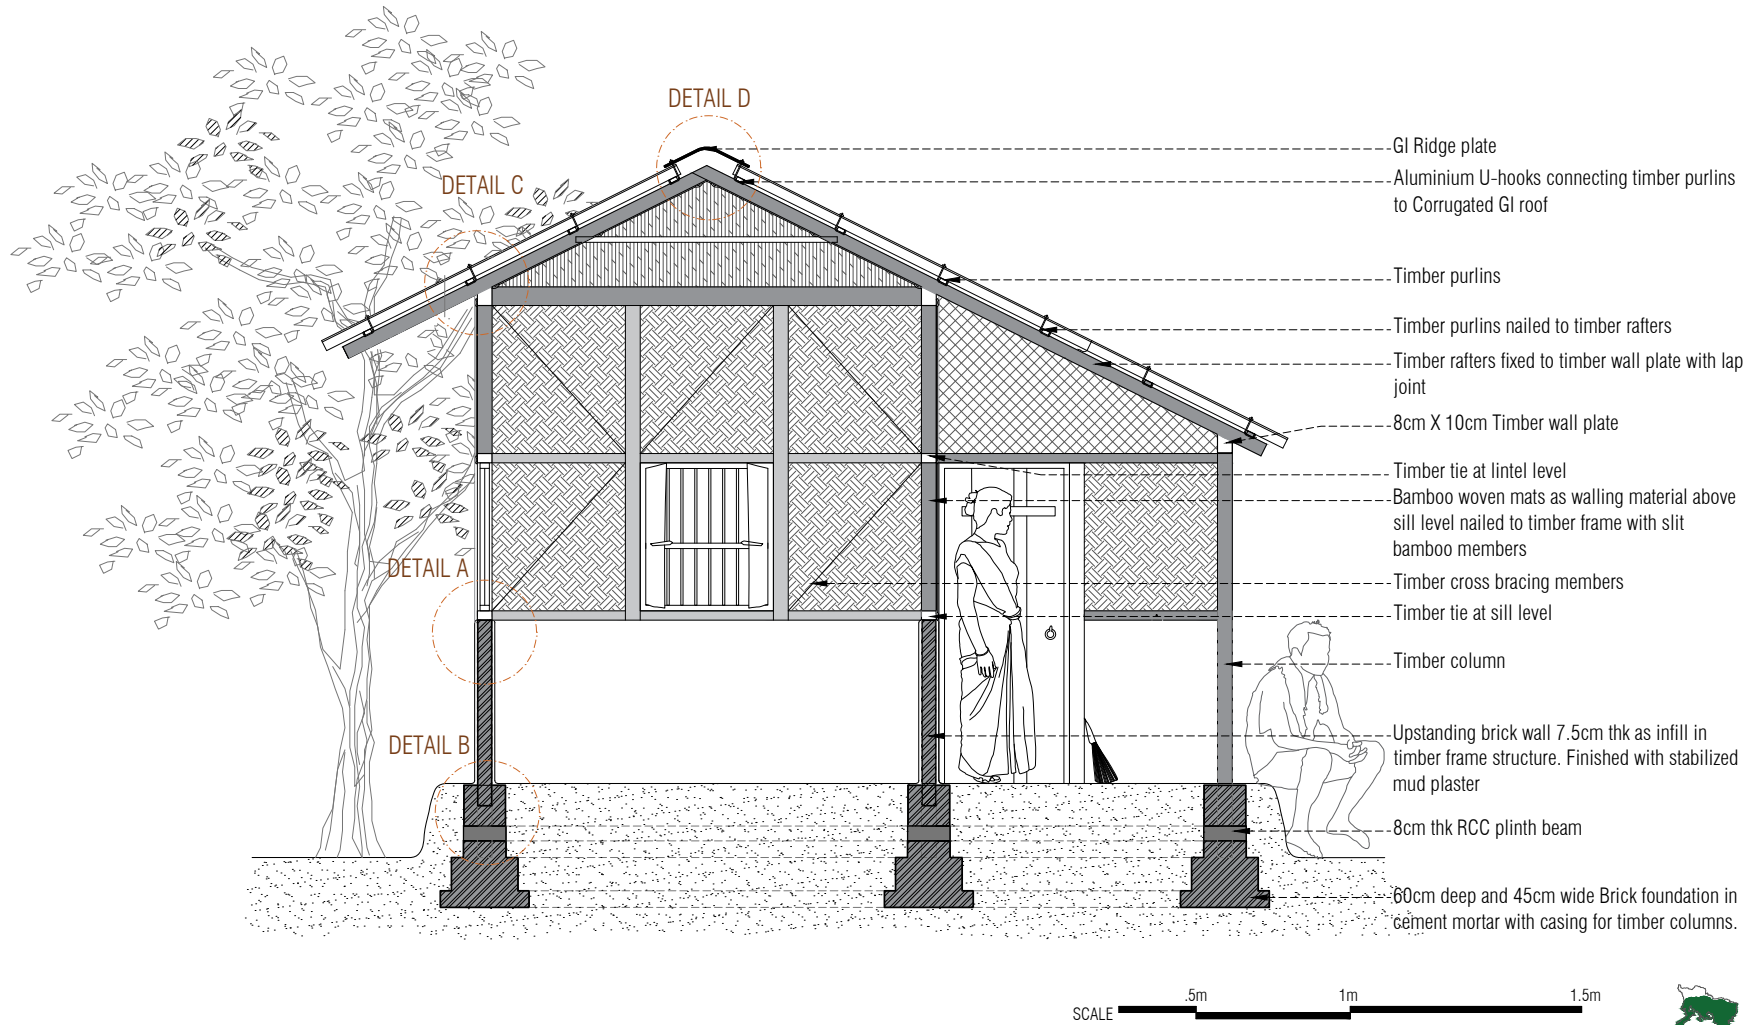 DETAIL D
GI Ridge plate
DETAIL C
Aluminium U-hooks connecting timber purlins
to Corrugated GI roof
Timber purlins
Timber purlins nailed to timber rafters
Timber rafters fixed to timber wall plate with lap
joint
8cm X 10cm Timber wall plate
Timber tie at lintel level
Bamboo woven mats as walling material above
sill level nailed to timber frame with slit
bamboo members
DETAIL A
Timber cross bracing members
Timber tie at sill level
Timber column
DETAIL B
Upstanding brick wall 7.5cm thk as infill in
timber frame structure. Finished with stabilized
mud plaster
8cm thk RCC plinth beam
60cm deep and 45cm wide Brick foundation in
cement mortar with casing for timber columns.
SCALE .5m 1m 1.5m